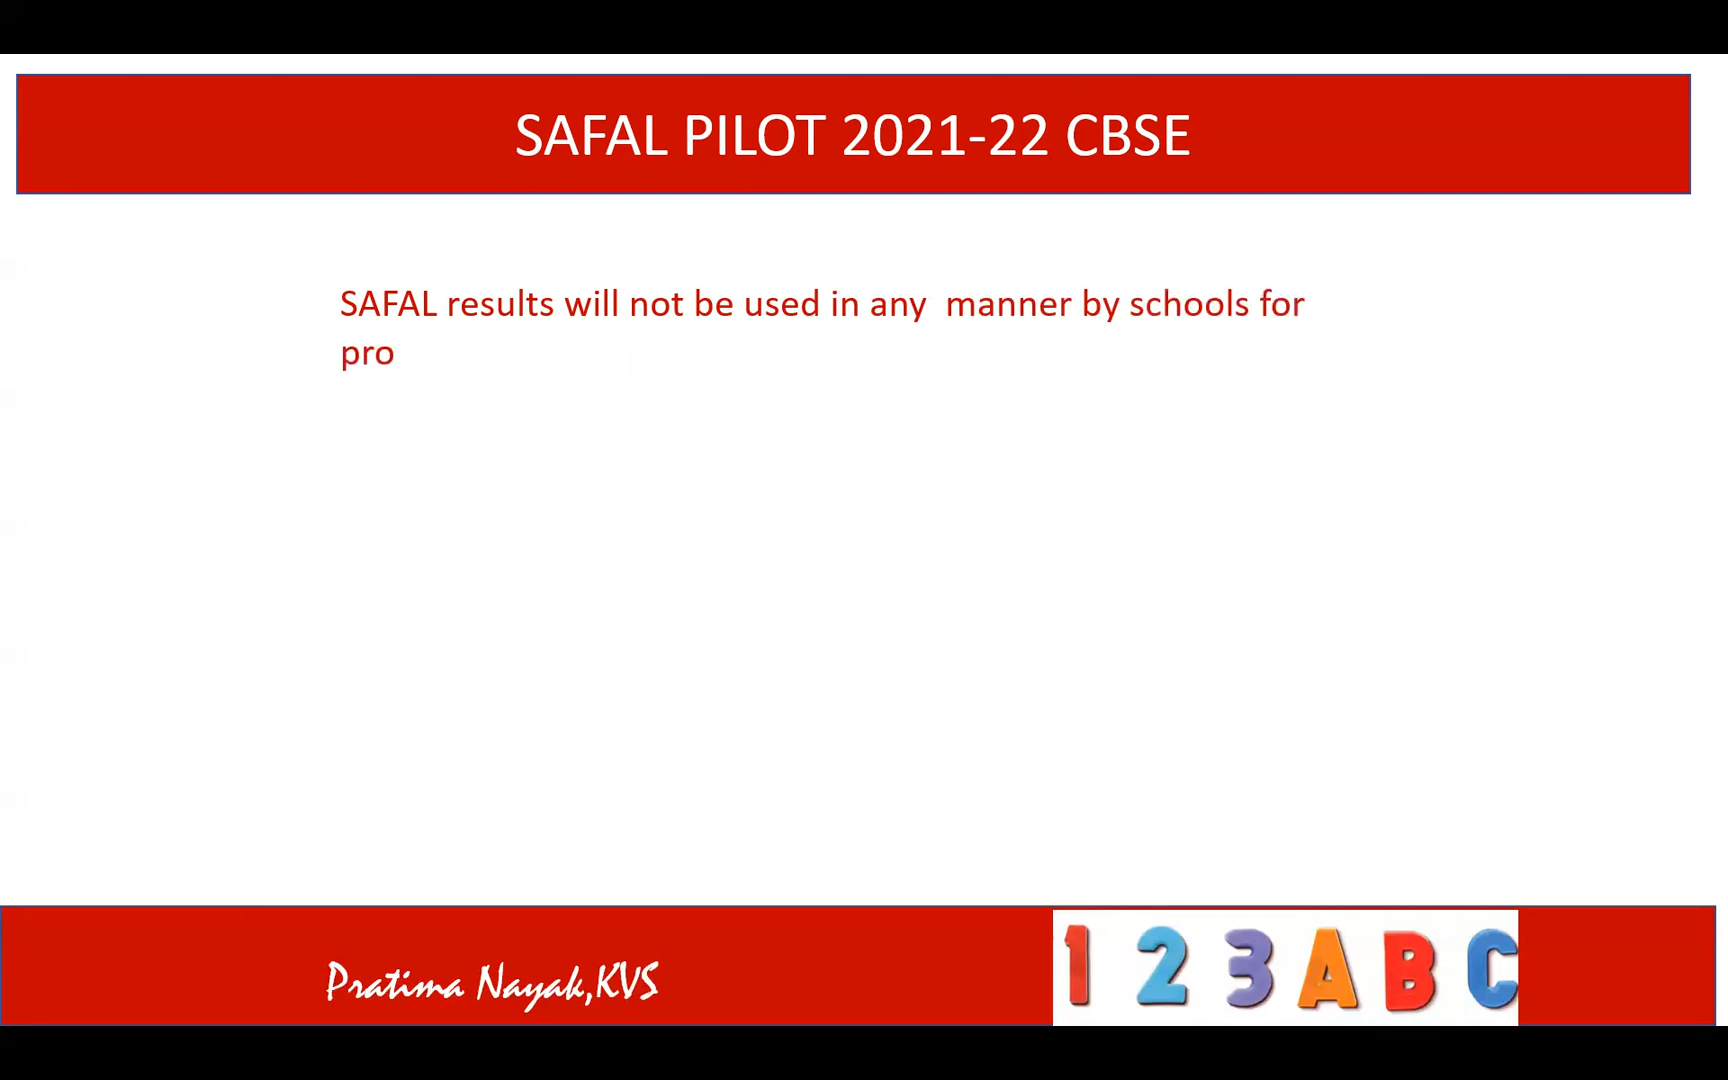 SAFAL PILOT 2021-22 CBSE
SAFAL results will not be used in any  manner by schools for
pro
Pratima Nayak,KVS
1 2 3 A B C